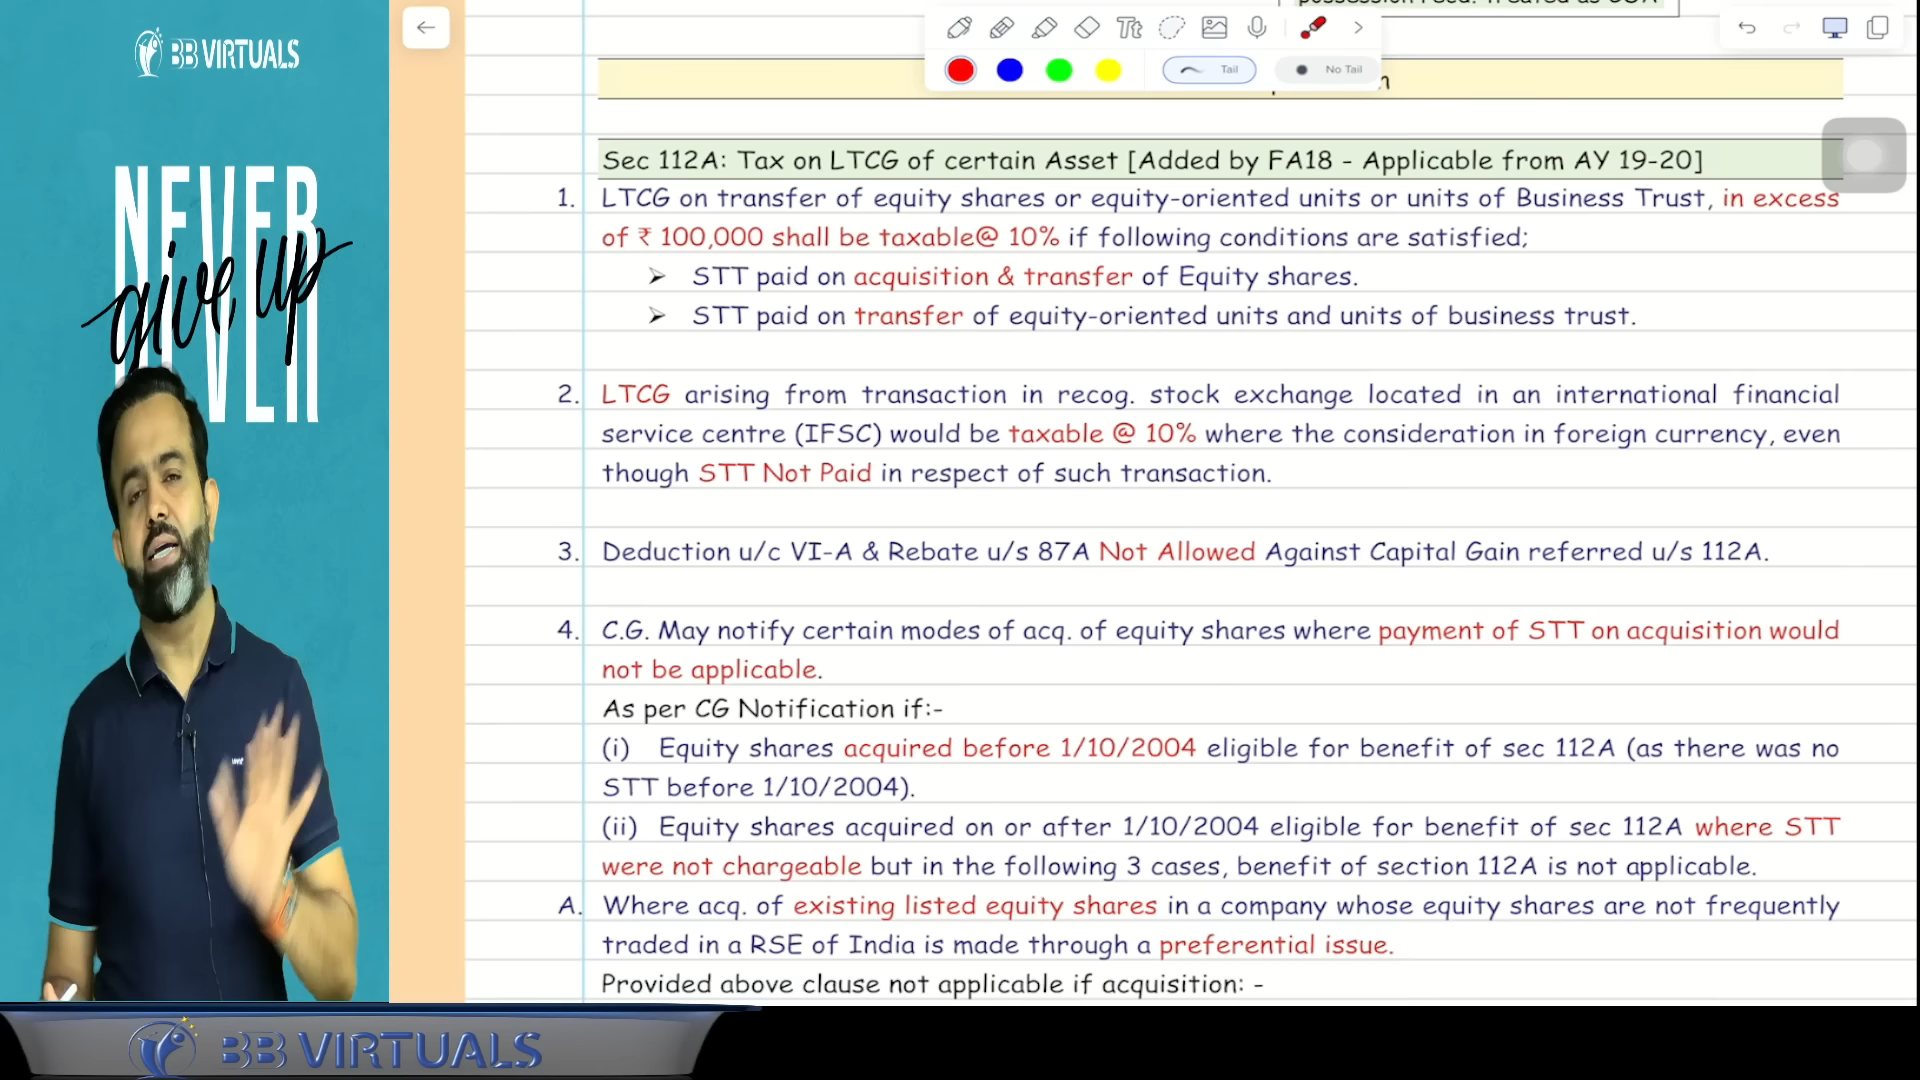 possession
BB VIRTUALS
Tt
Tail
No Tail
NEVER
give up
NEVER
Sec 112A: Tax on LTCG of certain Asset [Added by FA18 - Applicable from AY 19-20]
1. LTCG on transfer of equity shares or equity-oriented units or units of Business Trust, in excess
of ₹ 100,000 shall be taxable@ 10% if following conditions are satisfied;
➢ STT paid on acquisition & transfer of Equity shares.
➢ STT paid on transfer of equity-oriented units and units of business trust.
2. LTCG arising from transaction in recog. stock exchange located in an international financial
service centre (IFSC) would be taxable @ 10% where the consideration in foreign currency, even
though STT Not Paid in respect of such transaction.
3. Deduction u/c VI-A & Rebate u/s 87A Not Allowed Against Capital Gain referred u/s 112A.
4. C.G. May notify certain modes of acq. of equity shares where payment of STT on acquisition would
not be applicable.
As per CG Notification if:-
(i) Equity shares acquired before 1/10/2004 eligible for benefit of sec 112A (as there was no
STT before 1/10/2004).
(ii) Equity shares acquired on or after 1/10/2004 eligible for benefit of sec 112A where STT
were not chargeable but in the following 3 cases, benefit of section 112A is not applicable.
A. Where acq. of existing listed equity shares in a company whose equity shares are not frequently
traded in a RSE of India is made through a preferential issue.
Provided above clause not applicable if acquisition: -
BB VIRTUALS